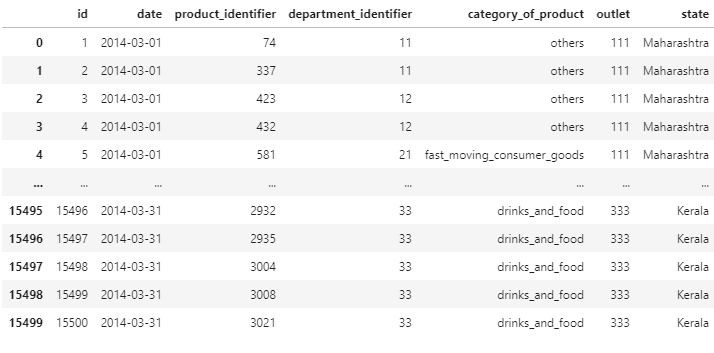 id date product_identifier department_identifier category_of_product outlet state
0 1 2014-03-01 74 11 others 111 Maharashtra
1 2 2014-03-01 337 11 others 111 Maharashtra
2 3 2014-03-01 423 12 others 111 Maharashtra
3 4 2014-03-01 432 12 others 111 Maharashtra
4 5 2014-03-01 581 21 fast_moving_consumer_goods 111 Maharashtra
... ... ... ... ... ... ... ...
15495 15496 2014-03-31 2932 33 drinks_and_food 333 Kerala
15496 15497 2014-03-31 2935 33 drinks_and_food 333 Kerala
15497 15498 2014-03-31 3004 33 drinks_and_food 333 Kerala
15498 15499 2014-03-31 3008 33 drinks_and_food 333 Kerala
15499 15500 2014-03-31 3021 33 drinks_and_food 333 Kerala